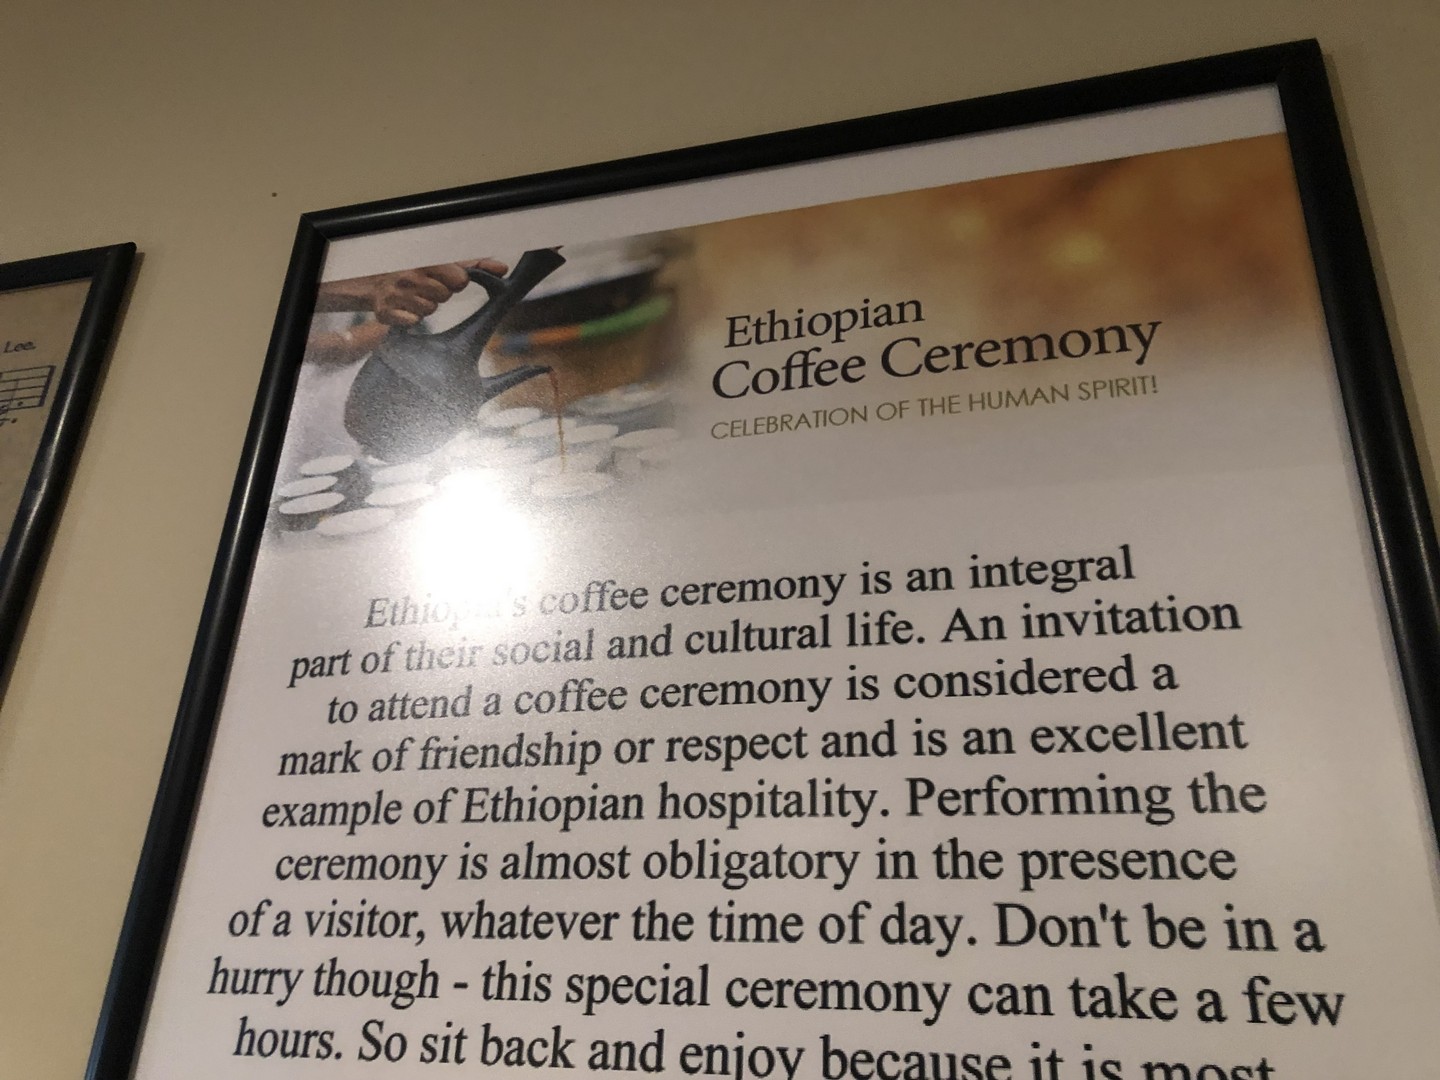 Lee.
Ethiopian
Coffee Ceremony
CELEBRATION OF THE HUMAN SPIRIT!
Ethiopia's coffee ceremony is an integral
part of their social and cultural life. An invitation
to attend a coffee ceremony is considered a
mark of friendship or respect and is an excellent
example of Ethiopian hospitality. Performing the
ceremony is almost obligatory in the presence
of a visitor, whatever the time of day. Don't be in a
hurry though - this special ceremony can take a few
hours. So sit back and enjoy because it is most